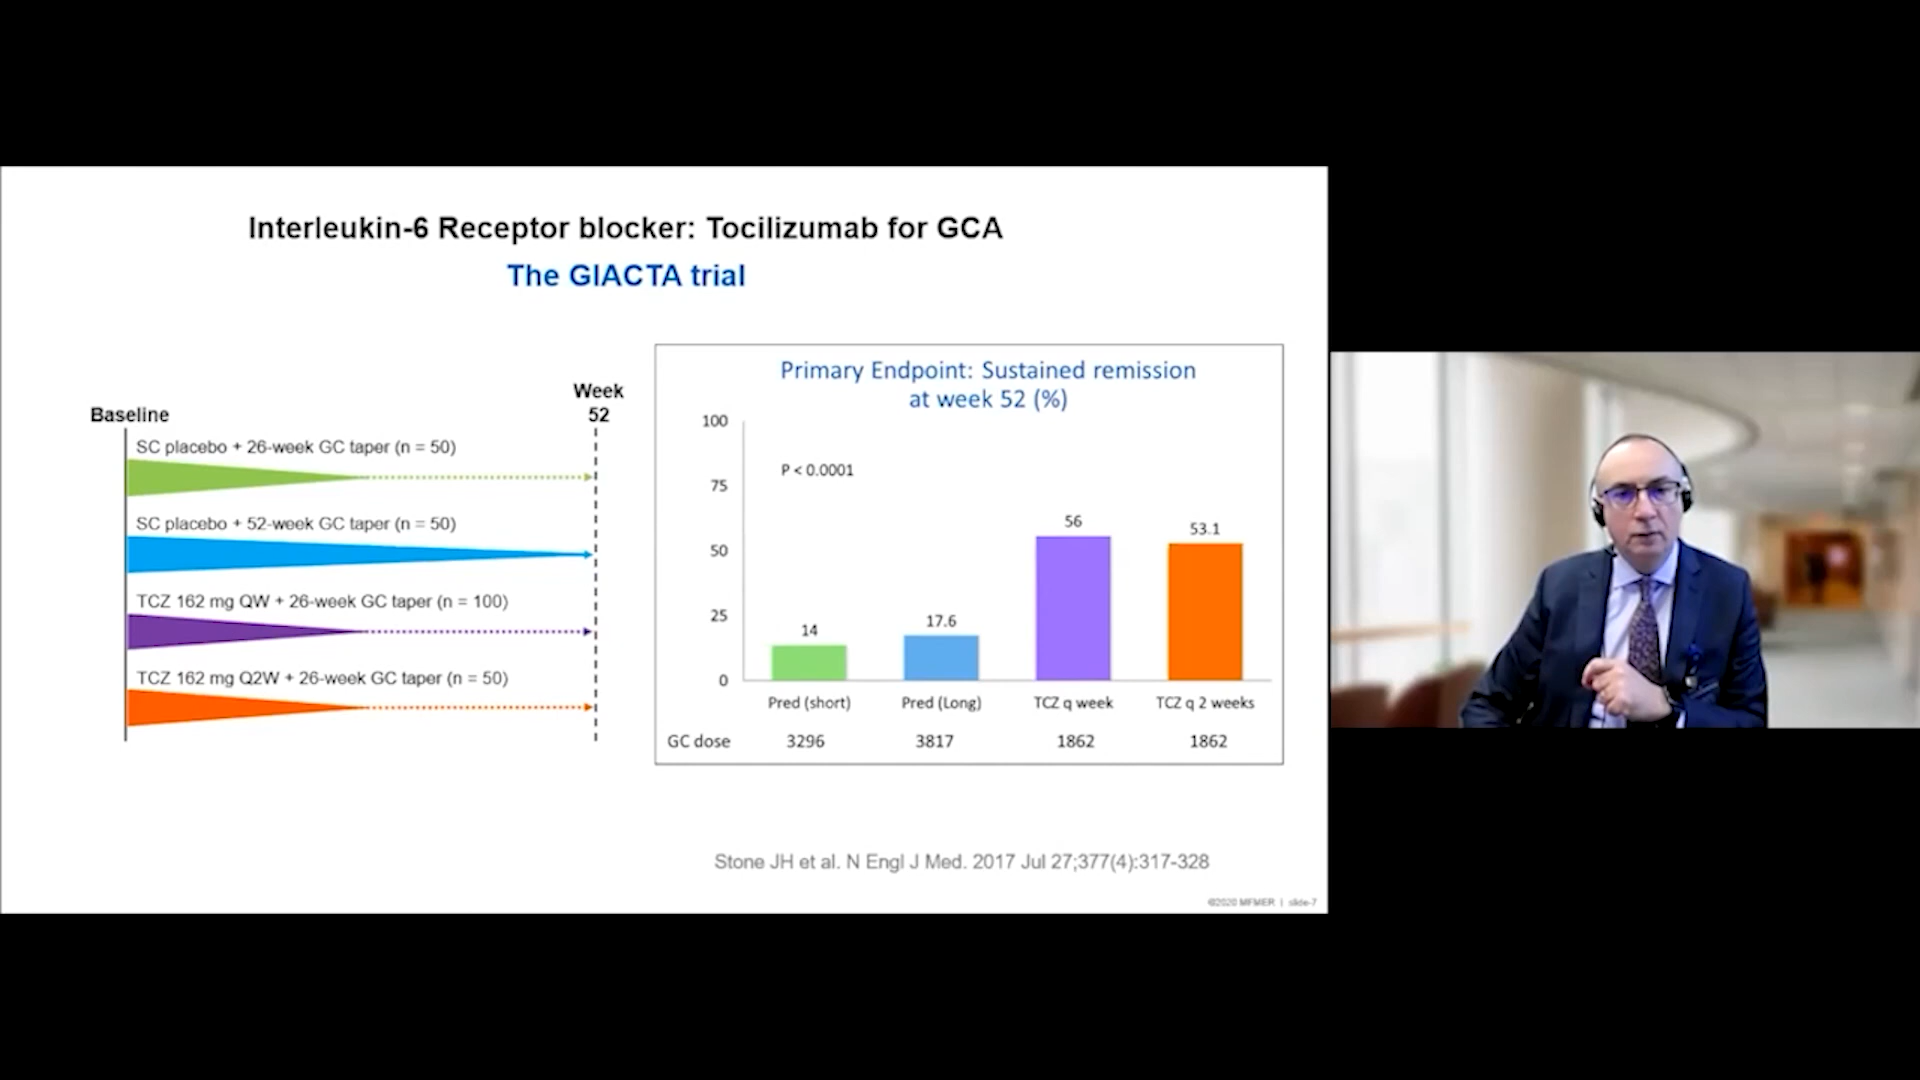 Interleukin-6 Receptor blocker: Tocilizumab for GCA
The GIACTA trial
Baseline
Week
52
SC placebo + 26-week GC taper (n = 50)
SC placebo + 52-week GC taper (n = 50)
TCZ 162 mg QW + 26-week GC taper (n = 100)
TCZ 162 mg Q2W + 26-week GC taper (n = 50)
Primary Endpoint: Sustained remission
at week 52 (%)
100
75
50
25
0
P < 0.0001
14
17.6
56
53.1
Pred (short)
Pred (Long)
TCZ q week
TCZ q 2 weeks
GC dose
3296
3817
1862
1862
Stone JH et al. N Engl J Med. 2017 Jul 27;377(4):317-328
©2020 MFMER | slide-7